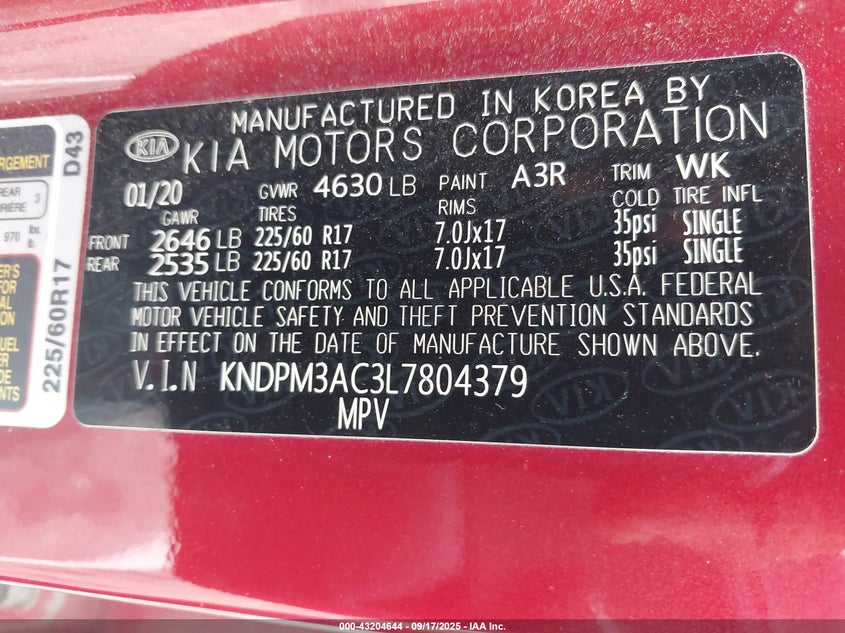 MANUFACTURED IN KOREA BY
KIA KIA MOTORS CORPORATION
01/20 GVWR 4630 LB PAINT A3R TRIM WK
GAWR TIRES RIMS COLD TIRE INFL
FRONT 2646 LB 225/60 R17 7.0Jx17 35psi SINGLE
REAR 2535 LB 225/60 R17 7.0Jx17 35psi SINGLE
THIS VEHICLE CONFORMS TO ALL APPLICABLE U.S.A. FEDERAL
MOTOR VEHICLE SAFETY AND THEFT PREVENTION STANDARDS
IN EFFECT ON THE DATE OF MANUFACTURE SHOWN ABOVE.
V.I.N KNDPM3AC3L7804379
MPV
D43
225/60R17
REAR 3
970 lbs.
000-43204644 - 09/17/2025 - IAA Inc.